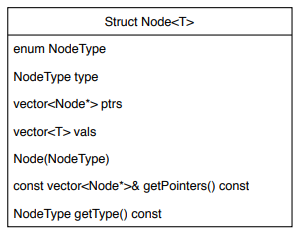 Struct Node<T>
enum NodeType
NodeType type
vector<Node*> ptrs
vector<T> vals
Node(NodeType)
const vector<Node*>& getPointers() const
NodeType getType() const